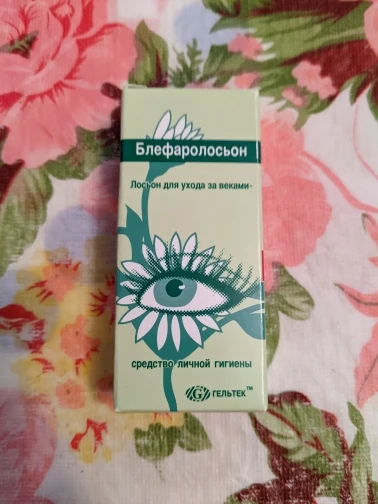 Блефаролосьон
Лосьон для ухода за веками-
средство личной гигиены
G ГЕЛЬТЕК™